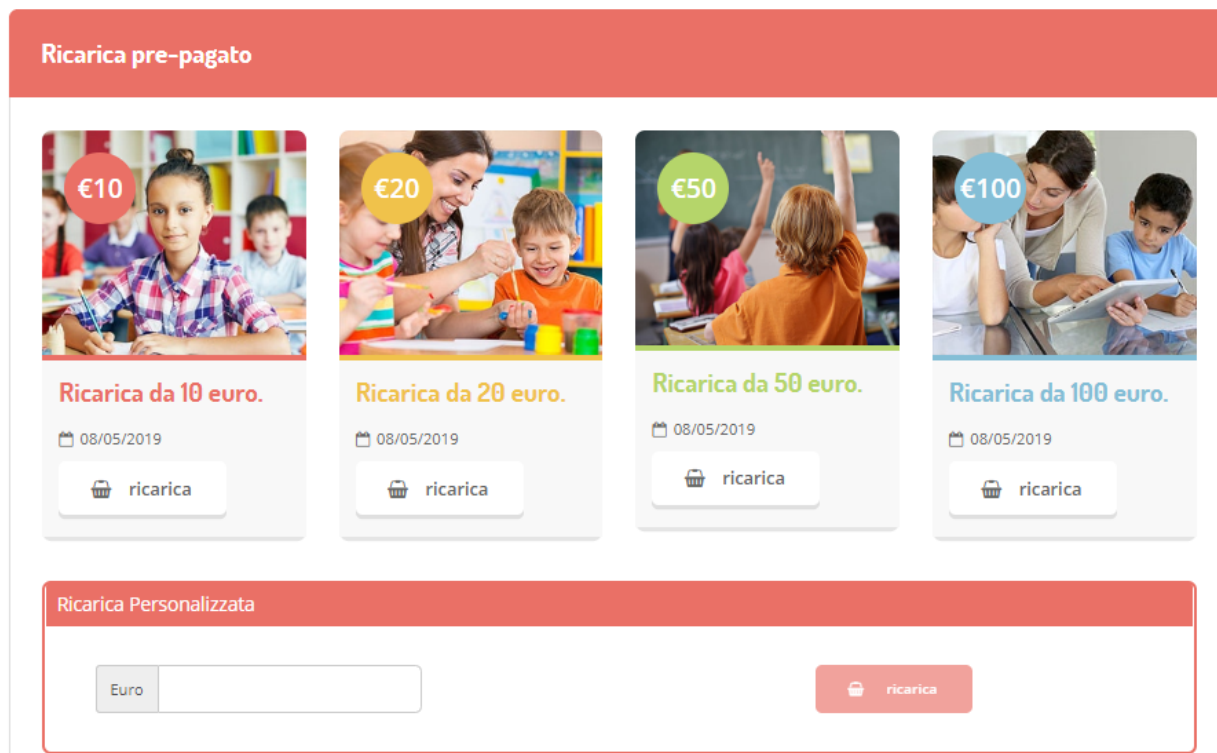 Ricarica pre-pagato
€10
€20
€50
€100
Ricarica da 10 euro.
08/05/2019
ricarica
Ricarica da 20 euro.
08/05/2019
ricarica
Ricarica da 50 euro.
08/05/2019
ricarica
Ricarica da 100 euro.
08/05/2019
ricarica
Ricarica Personalizzata
Euro
ricarica